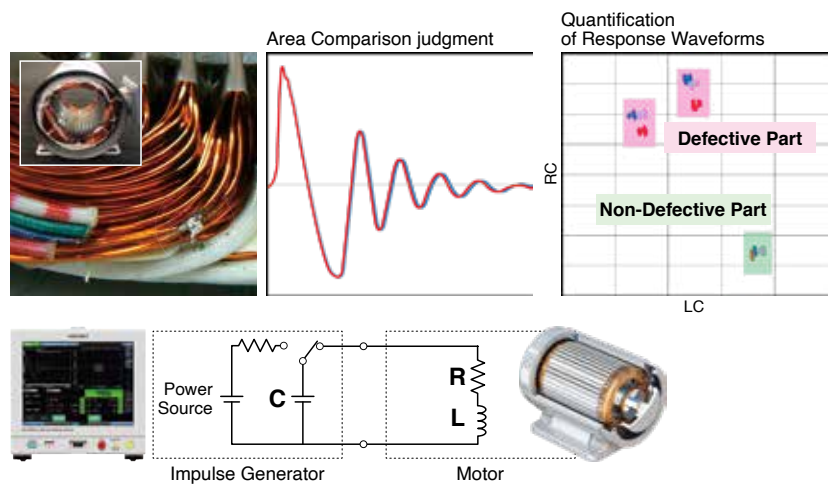 Area Comparison judgment
Quantification
of Response Waveforms
Defective Part
Non-Defective Part
RC
LC
Power
Source
C
R
L
Impulse Generator
Motor